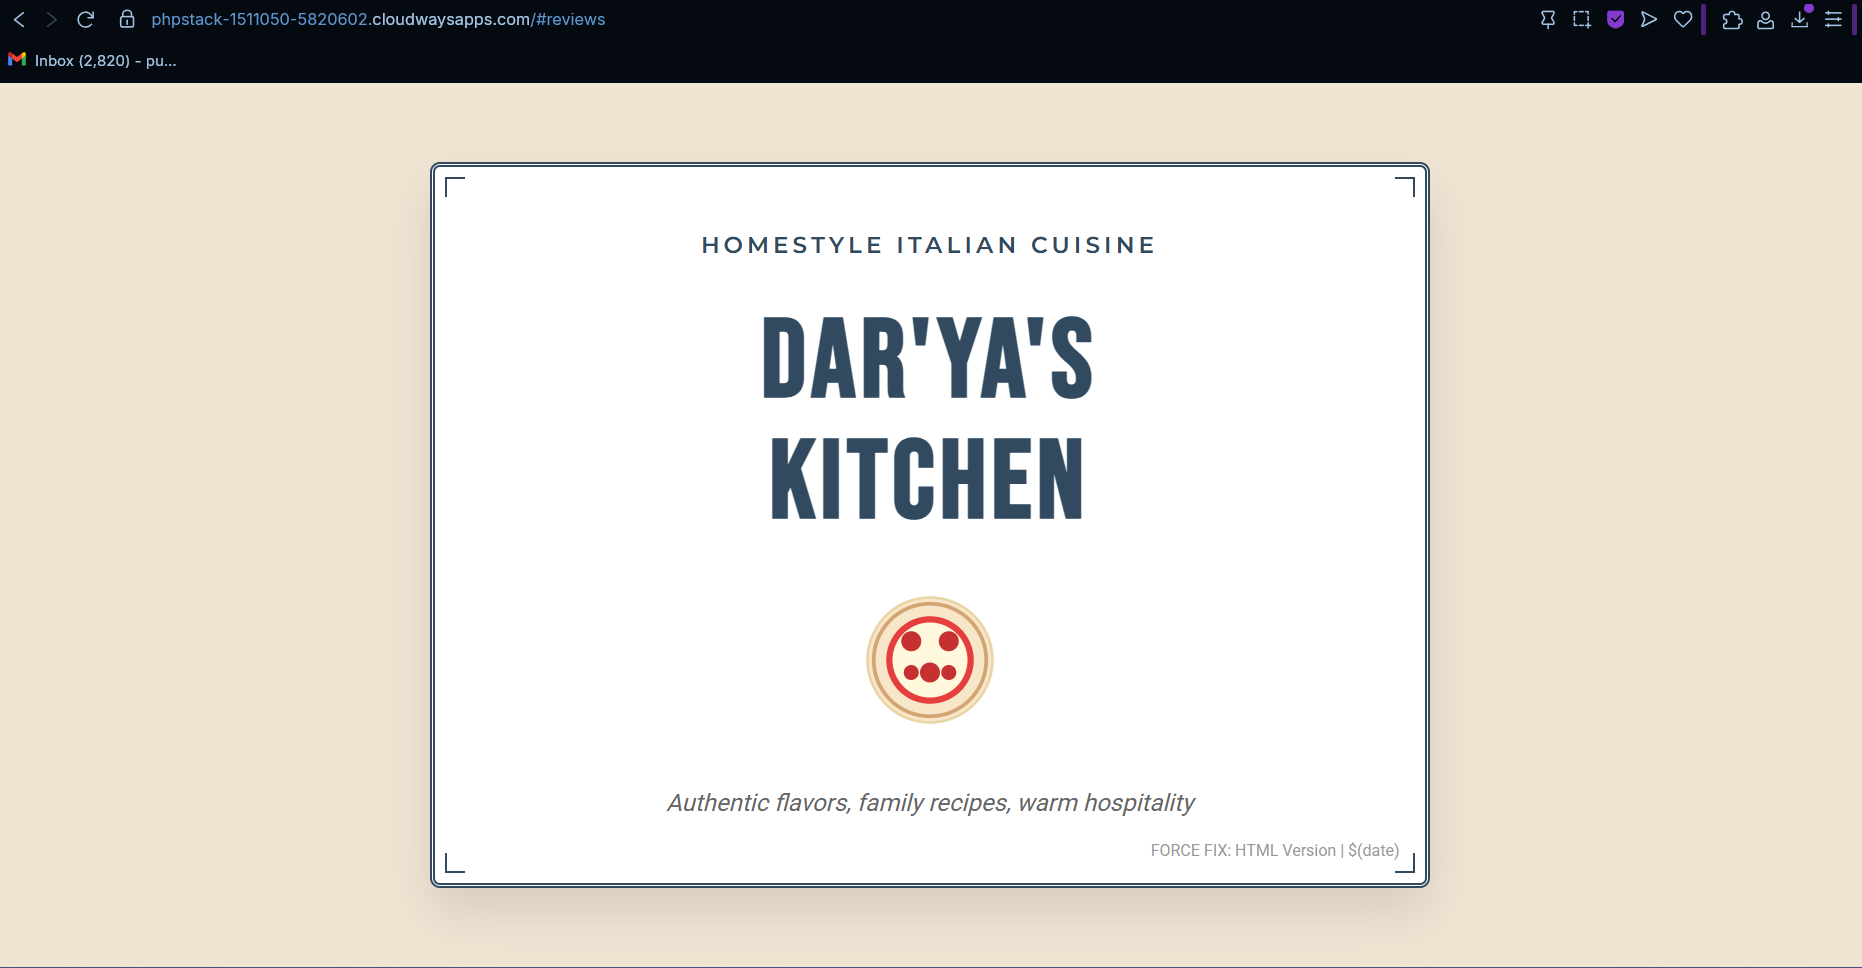 phpstack-1511050-5820602.cloudwaysapps.com/#reviews
Inbox (2,820) - pu...
HOMESTYLE ITALIAN CUISINE
DAR'YA'S
KITCHEN
Authentic flavors, family recipes, warm hospitality
FORCE FIX: HTML Version | $(date)